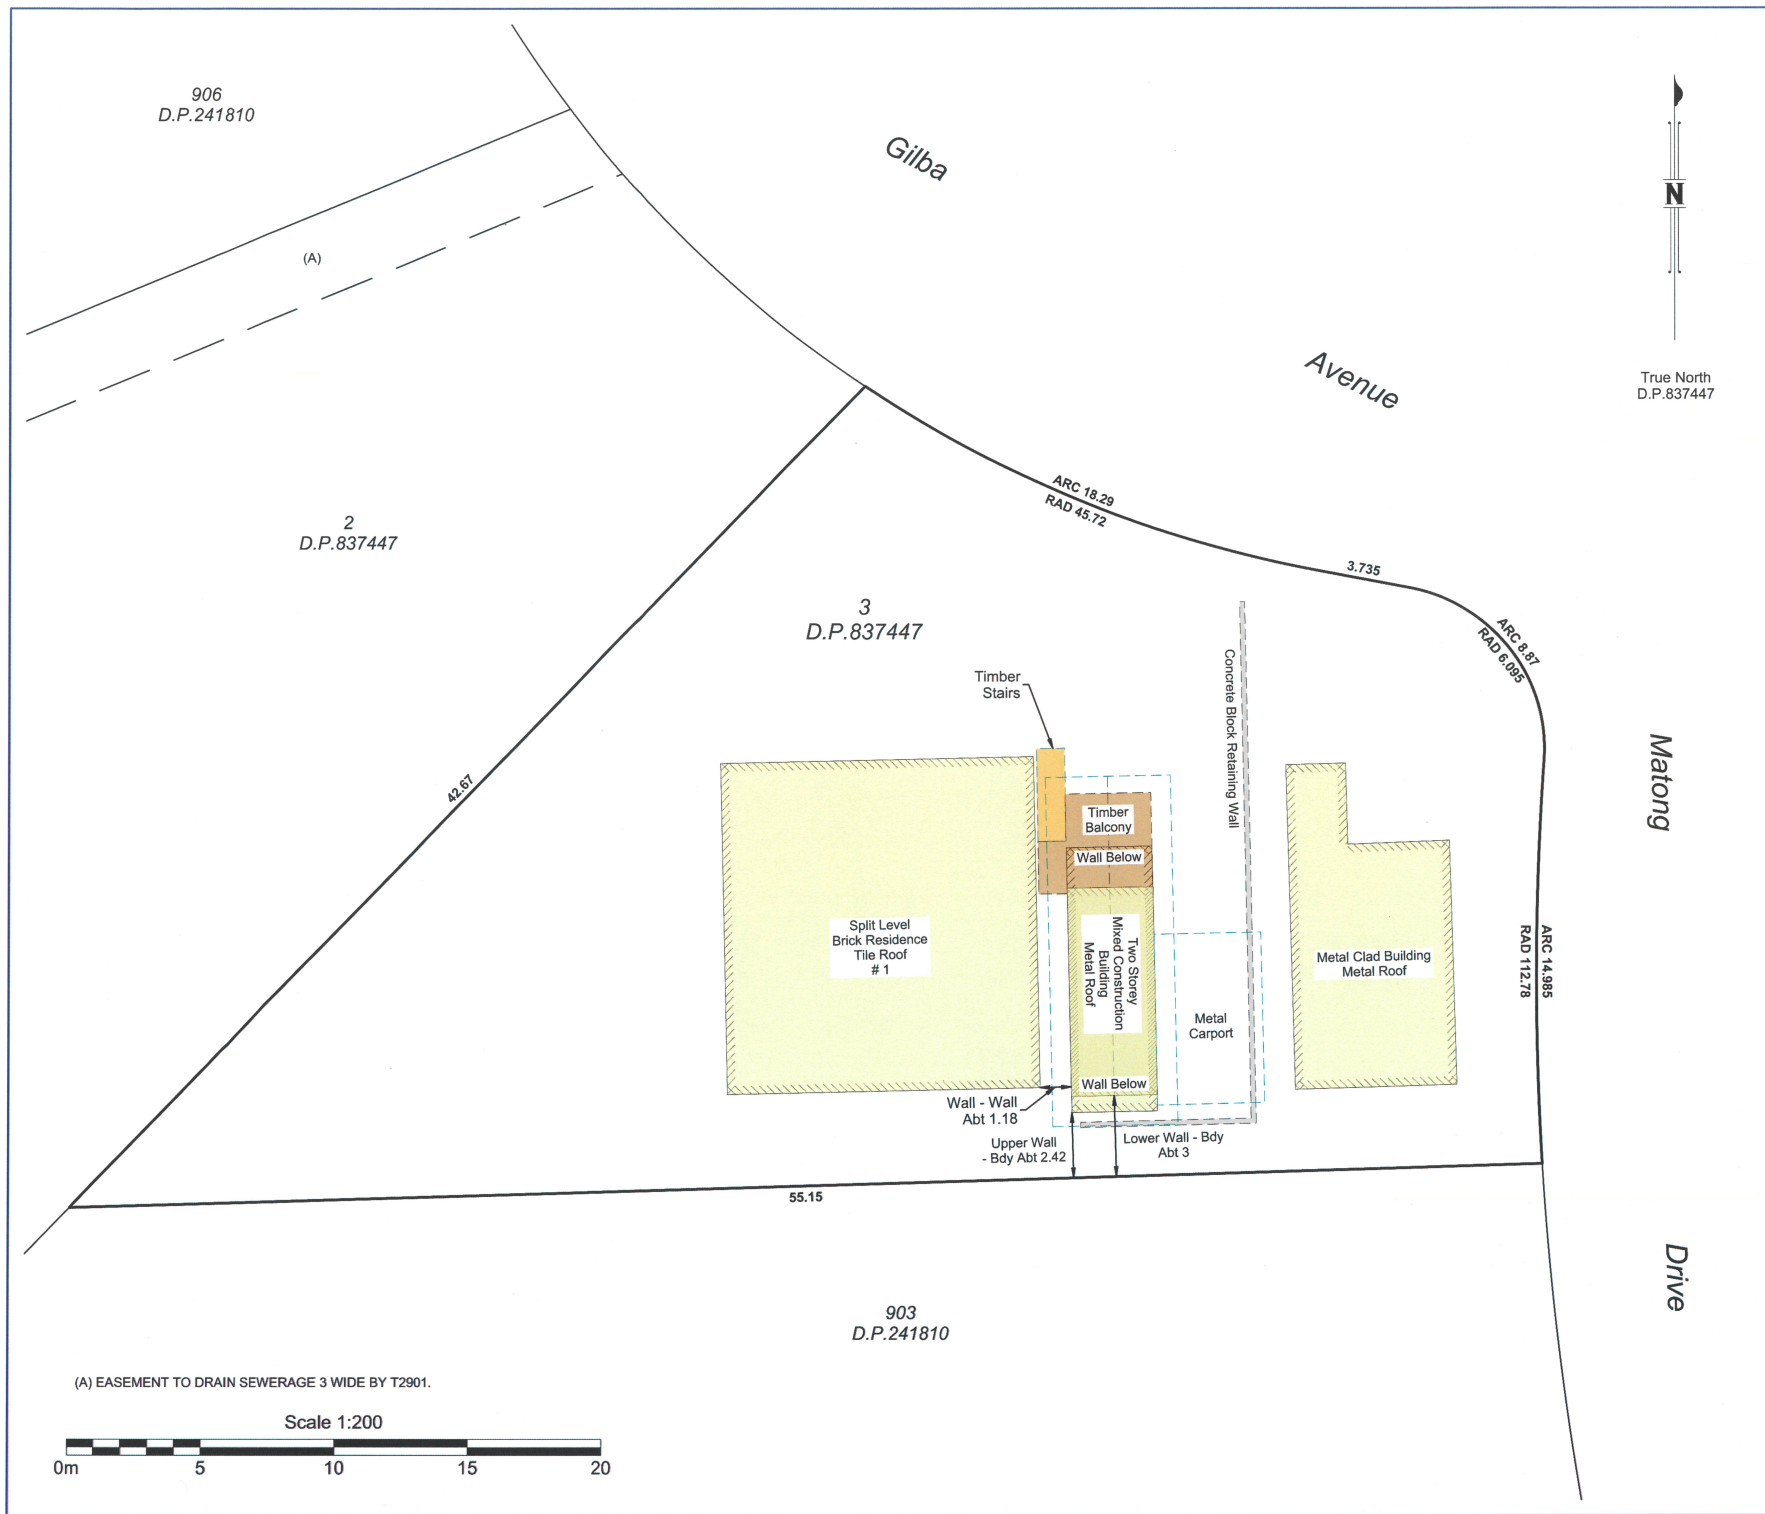 906
D.P.241810
Gilba
N
(A)
Avenue
True North
D.P.837447
ARC 18.29
RAD 45.72
2
D.P.837447
3.735
3
D.P.837447
ARC 8.87
RAD 6.095
Timber
Stairs
Concrete Block Retaining Wall
Matong
42.67
Timber
Balcony
Wall Below
Split Level
Brick Residence
Tile Roof
# 1
Two Storey
Mixed Construction
Building
Metal Roof
Metal Clad Building
Metal Roof
ARC 14.985
RAD 112.78
Metal
Carport
Wall Below
Wall - Wall
Abt 1.18
Upper Wall
- Bdy Abt 2.42
Lower Wall - Bdy
Abt 3
55.15
Drive
903
D.P.241810
(A) EASEMENT TO DRAIN SEWERAGE 3 WIDE BY T2901.
Scale 1:200
0m 5 10 15 20